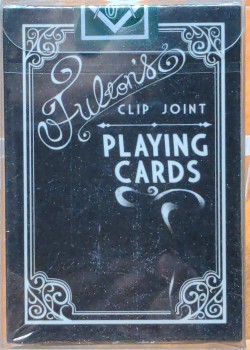 Fulton's
CLIP JOINT
PLAYING
CARDS